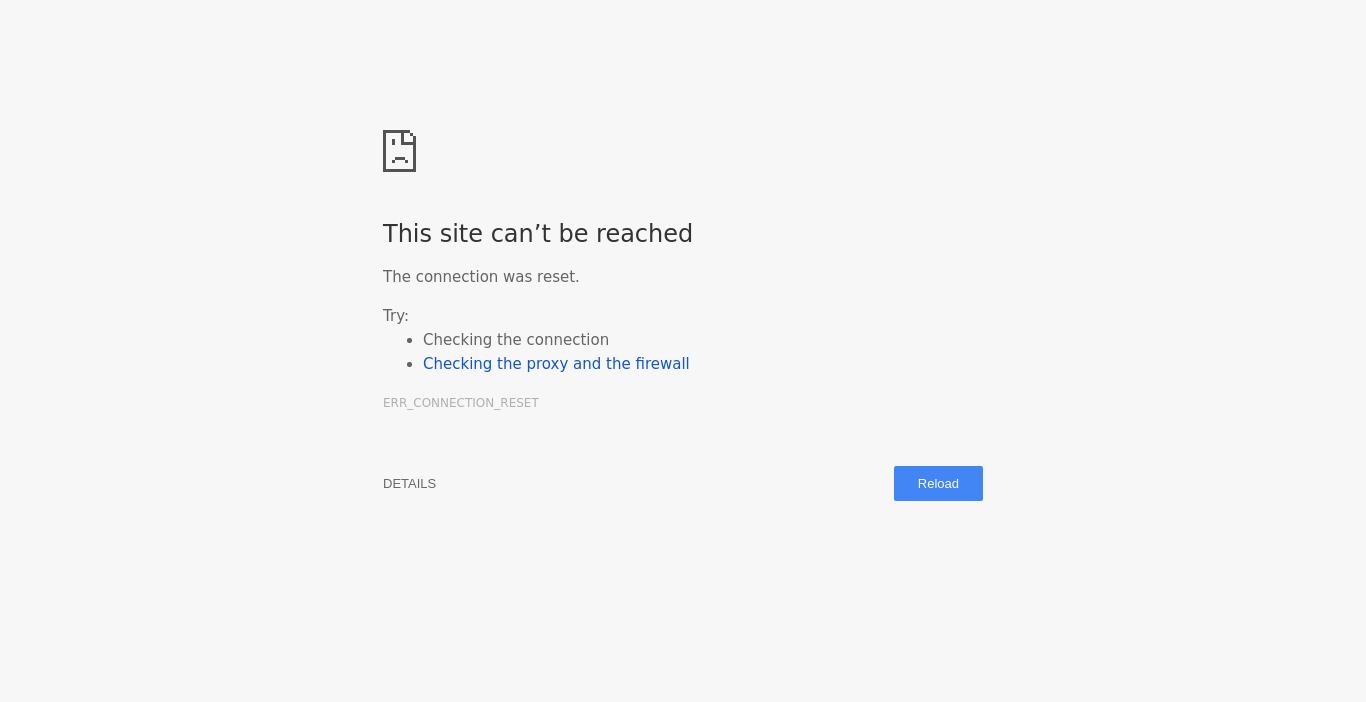 This site can’t be reached
The connection was reset.
Try:
Checking the connection
Checking the proxy and the firewall
ERR_CONNECTION_RESET
DETAILS
Reload